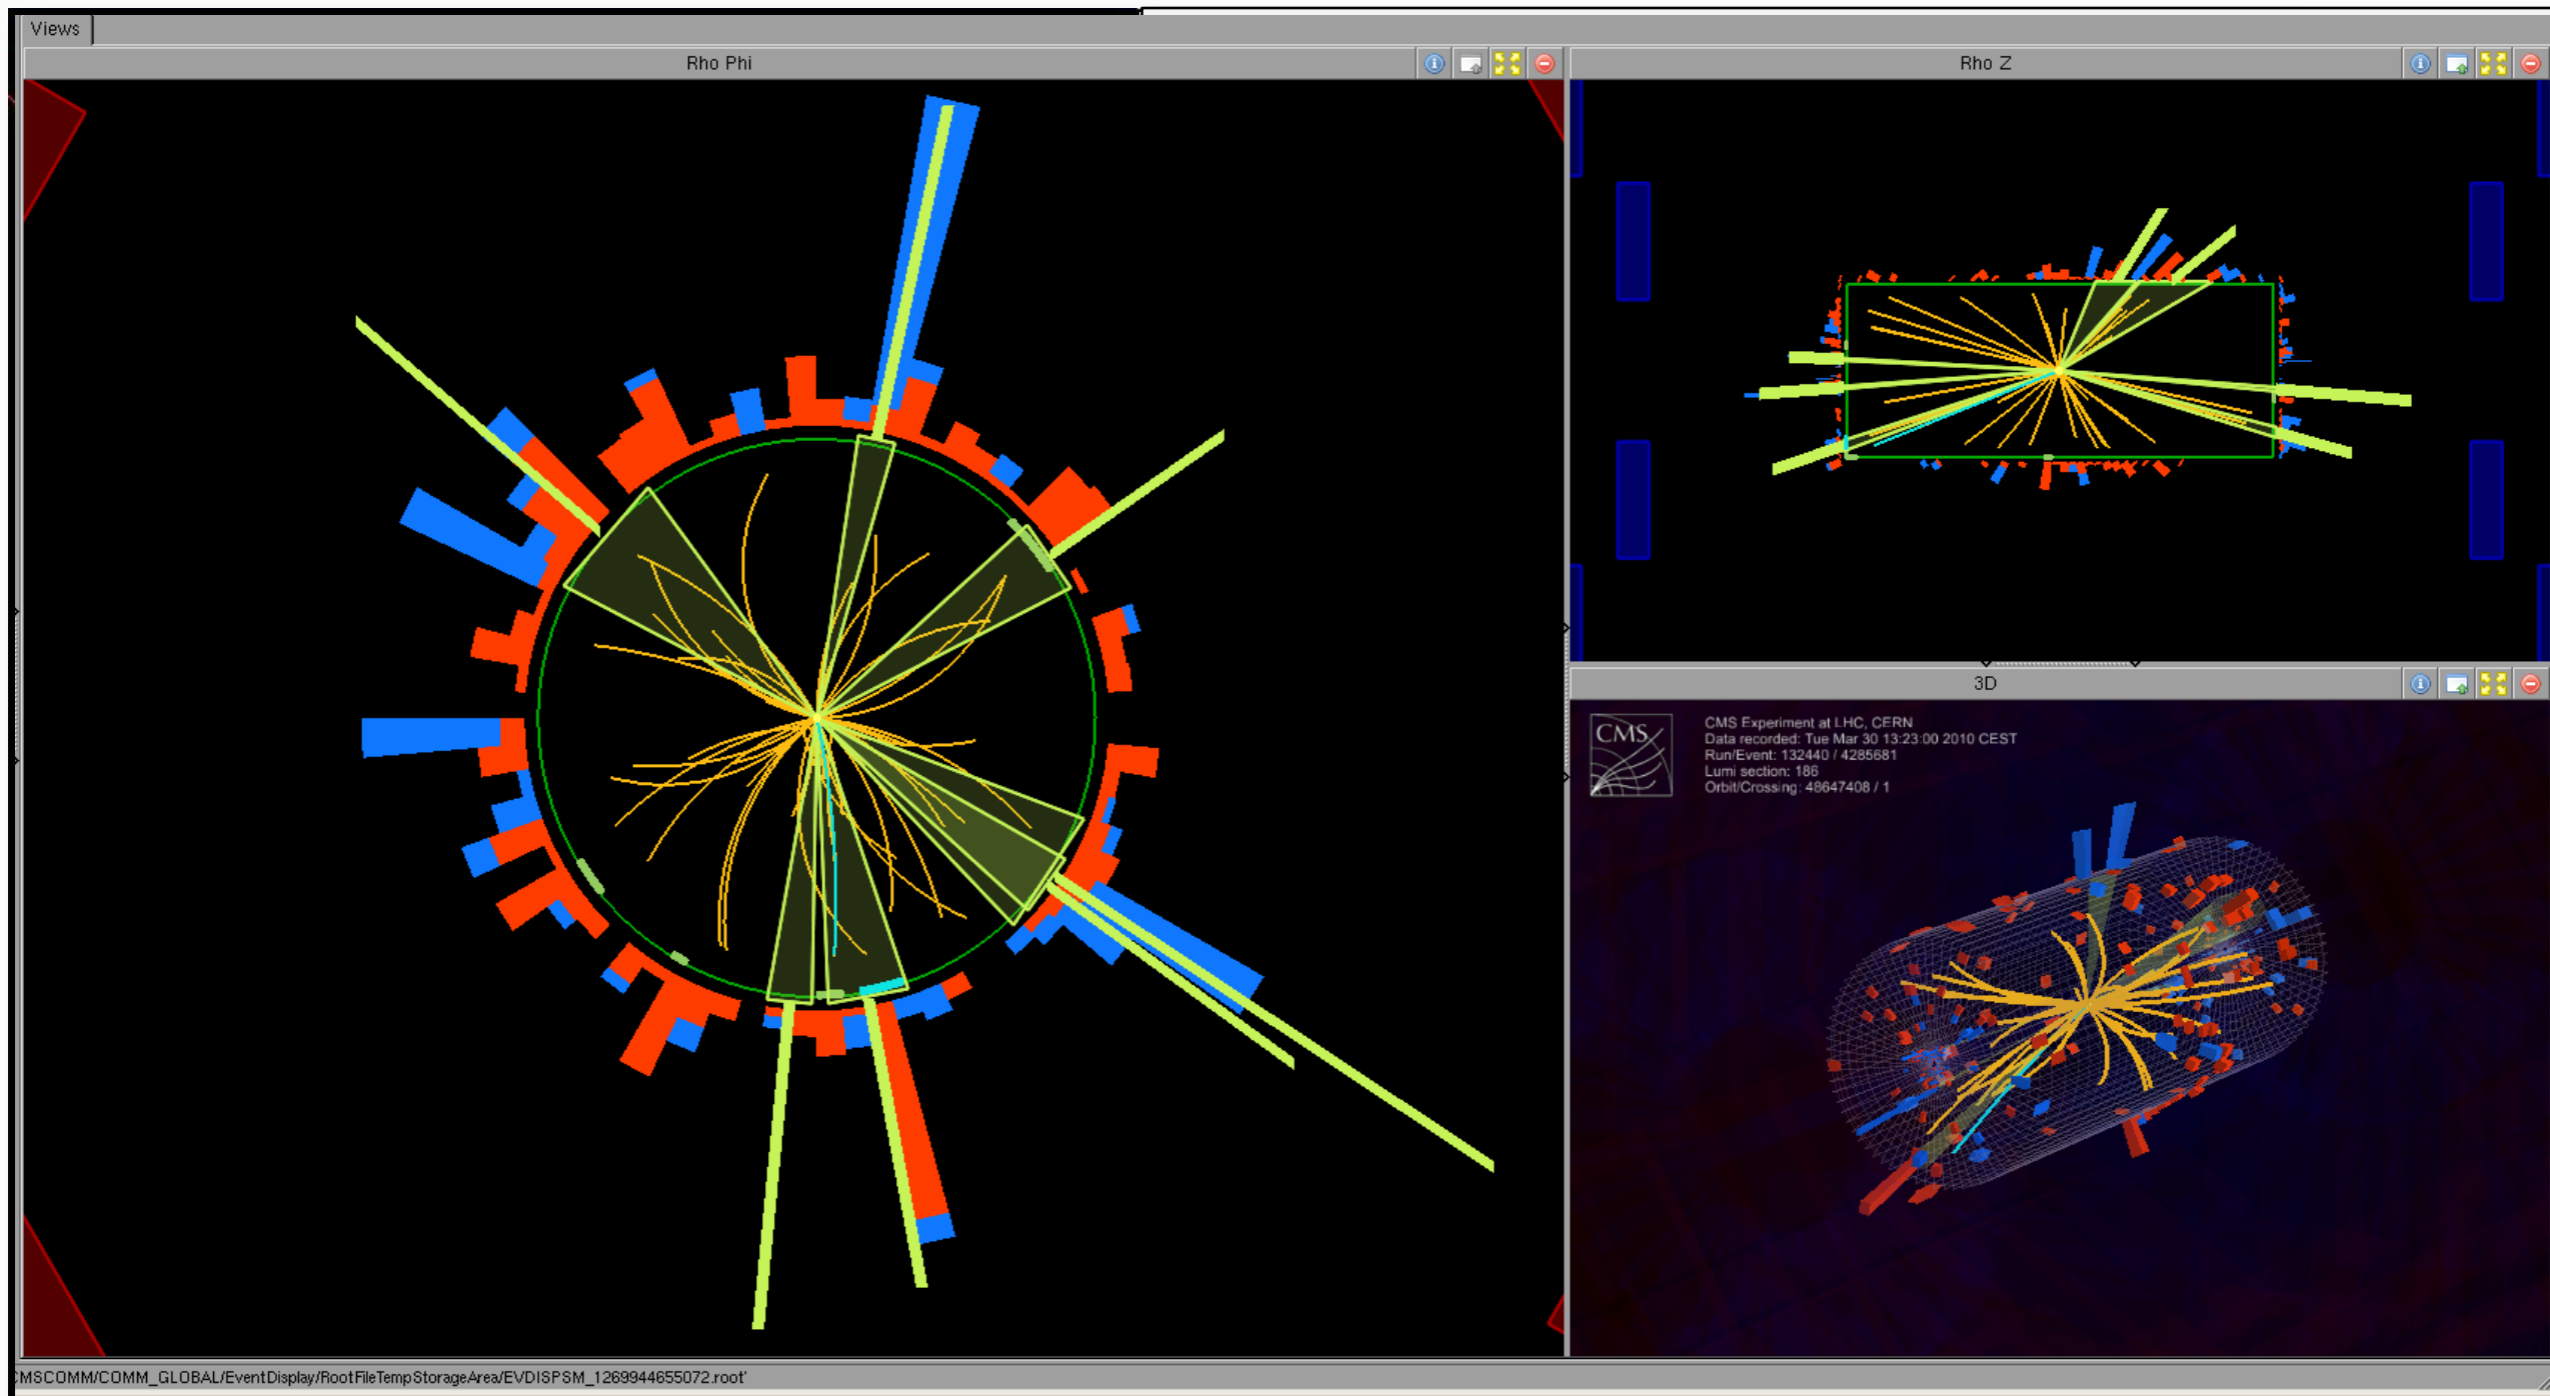 Views
Rho Phi
Rho Z
3D
CMS
CMS Experiment at LHC, CERN
Data recorded: Tue Mar 30 13:23:00 2010 CEST
Run/Event: 132440 / 4285681
Lumi section: 186
Orbit/Crossing: 48647408 / 1
CMSCOMM/COMM_GLOBAL/EventDisplay/RootFileTempStorageArea/EVDISPSM_1269944655072.root'